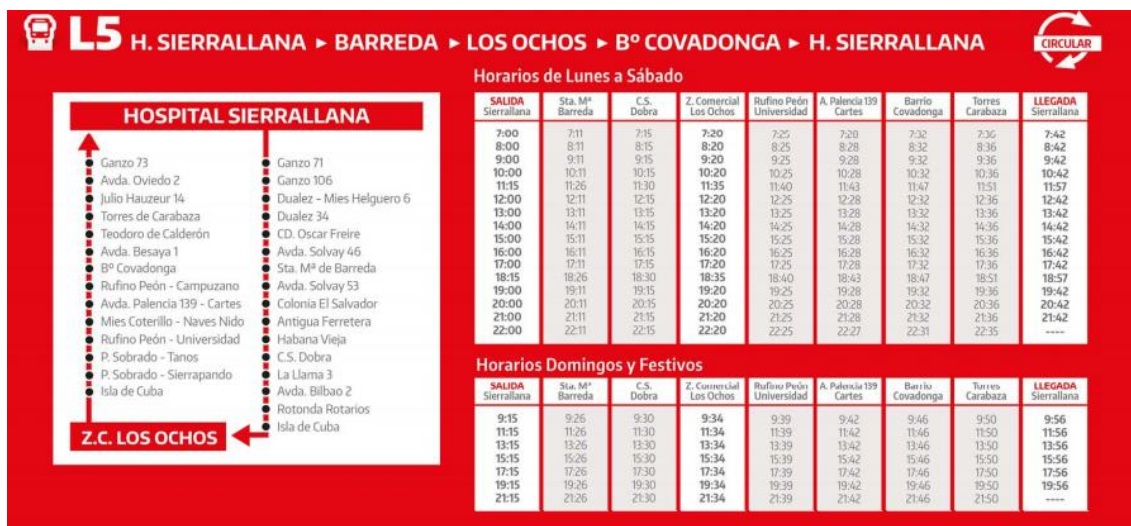 L5 H. SIERRALLANA ▸ BARREDA ▸ LOS OCHOS ▸ Bº COVADONGA ▸ H. SIERRALLANA
CIRCULAR
HOSPITAL SIERRALLANA
Ganzo 73
Avda. Oviedo 2
Julio Hauzeur 14
Torres de Carabaza
Teodoro de Calderón
Avda. Besaya 1
Bº Covadonga
Rufino Peón - Campuzano
Avda. Palencia 139 - Cartes
Mies Coterillo - Naves Nido
Rufino Peón - Universidad
P. Sobrado - Tanos
P. Sobrado - Sierrapando
Isla de Cuba
Ganzo 71
Ganzo 106
Dualez - Mies Helguero 6
Dualez 34
CD. Oscar Freire
Avda. Solvay 46
Sta. Mª de Barreda
Avda. Solvay 53
Colonia El Salvador
Antigua Ferretera
Habana Vieja
C.S. Dobra
La Llama 3
Avda. Bilbao 2
Rotonda Rotarios
Isla de Cuba
Z.C. LOS OCHOS
Horarios de Lunes a Sábado
SALIDA Sta. Mª C.S. Z. Comercial Rufino Peón A. Palencia 139 Barrio Torres LLEGADA
Sierrallana Barreda Dobra Los Ochos Universidad Cartes Covadonga Carabaza Sierrallana
7:00 7:11 7:15 7:20 7:25 7:28 7:32 7:36 7:42
8:00 8:11 8:15 8:20 8:25 8:28 8:32 8:36 8:42
9:00 9:11 9:15 9:20 9:25 9:28 9:32 9:36 9:42
10:00 10:11 10:15 10:20 10:25 10:28 10:32 10:36 10:42
11:15 11:26 11:30 11:35 11:40 11:43 11:47 11:51 11:57
12:00 12:11 12:15 12:20 12:25 12:28 12:32 12:36 12:42
13:00 13:11 13:15 13:20 13:25 13:28 13:32 13:36 13:42
14:00 14:11 14:15 14:20 14:25 14:28 14:32 14:36 14:42
15:00 15:11 15:15 15:20 15:25 15:28 15:32 15:36 15:42
16:00 16:11 16:15 16:20 16:25 16:28 16:32 16:36 16:42
17:00 17:11 17:15 17:20 17:25 17:28 17:32 17:36 17:42
18:15 18:26 18:30 18:35 18:40 18:43 18:47 18:51 18:57
19:00 19:11 19:15 19:20 19:25 19:28 19:32 19:36 19:42
20:00 20:11 20:15 20:20 20:25 20:28 20:32 20:36 20:42
21:00 21:11 21:15 21:20 21:25 21:28 21:32 21:36 21:42
22:00 22:11 22:15 22:20 22:25 22:27 22:31 22:35 ----
Horarios Domingos y Festivos
SALIDA Sta. Mª C.S. Z. Comercial Rufino Peón A. Palencia 139 Barrio Torres LLEGADA
Sierrallana Barreda Dobra Los Ochos Universidad Cartes Covadonga Carabaza Sierrallana
9:15 9:26 9:30 9:34 9:39 9:42 9:46 9:50 9:56
11:15 11:26 11:30 11:34 11:39 11:42 11:46 11:50 11:56
13:15 13:26 13:30 13:34 13:39 13:42 13:46 13:50 13:56
15:15 15:26 15:30 15:34 15:39 15:42 15:46 15:50 15:56
17:15 17:26 17:30 17:34 17:39 17:42 17:46 17:50 17:56
19:15 19:26 19:30 19:34 19:39 19:42 19:46 19:50 19:56
21:15 21:26 21:30 21:34 21:39 21:42 21:46 21:50 ----